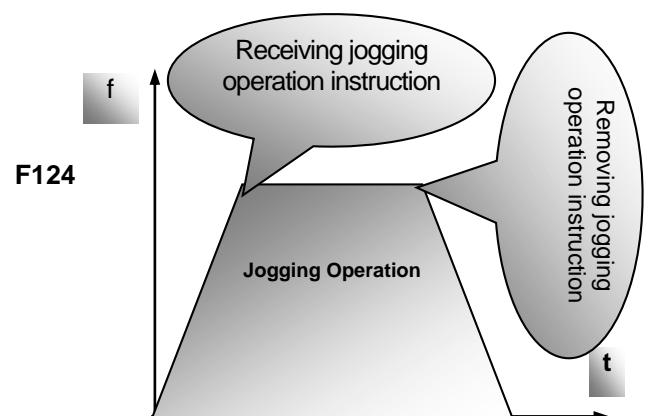 Receiving jogging
operation instruction
f
F124
Removing jogging
operation instruction
Jogging Operation
t